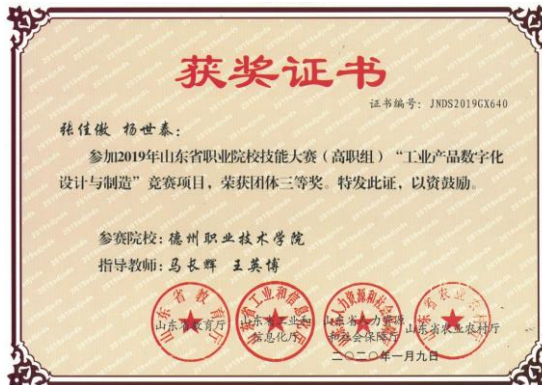 获奖证书
证书编号：JNDS2019GX640
张佳傲 杨世泰：
参加2019年山东省职业院校技能大赛（高职组）“工业产品数字化
设计与制造”竞赛项目，荣获团体三等奖。特发此证，以资鼓励。
参赛院校：德州职业技术学院
指导教师：马长辉 王英博
山东省教育厅 山东省工业和信息化厅 山东省人力资源和社会保障厅 山东省农业农村厅
二〇二〇年一月九日